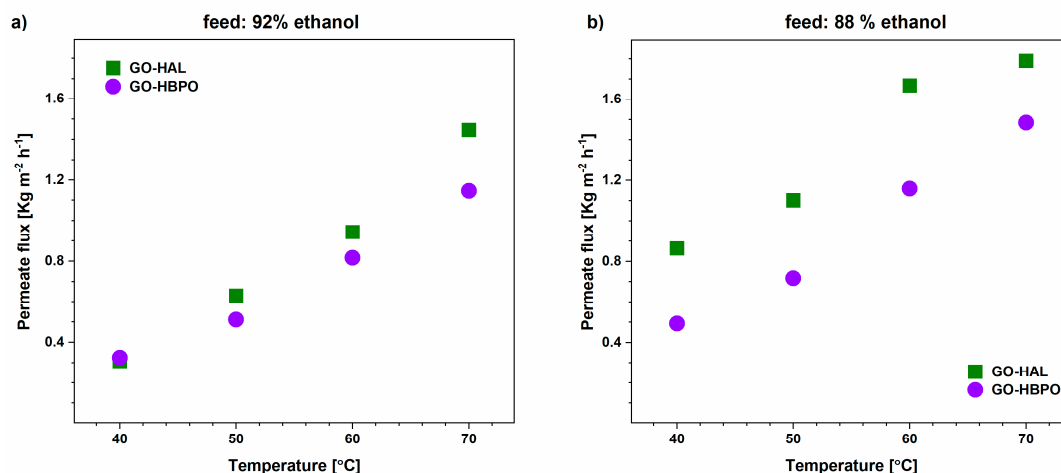 a)
feed: 92% ethanol
GO-HAL
GO-HBPO
Permeate flux [Kg m⁻² h⁻¹]
1.6
1.2
0.8
0.4
40
50
60
70
Temperature [°C]
b)
feed: 88 % ethanol
Permeate flux [Kg m⁻² h⁻¹]
1.6
1.2
0.8
0.4
GO-HAL
GO-HBPO
40
50
60
70
Temperature [°C]